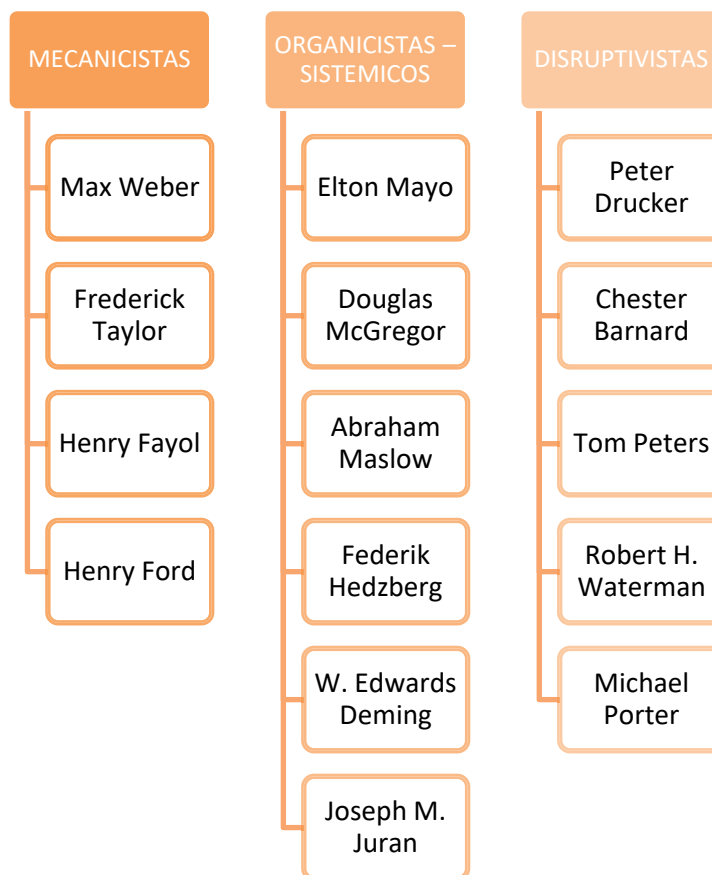 MECANICISTAS
Max Weber
Frederick
Taylor
Henry Fayol
Henry Ford
ORGANICISTAS –
SISTEMICOS
Elton Mayo
Douglas
McGregor
Abraham
Maslow
Federik
Hedzberg
W. Edwards
Deming
Joseph M.
Juran
DISRUPTIVISTAS
Peter
Drucker
Chester
Barnard
Tom Peters
Robert H.
Waterman
Michael
Porter